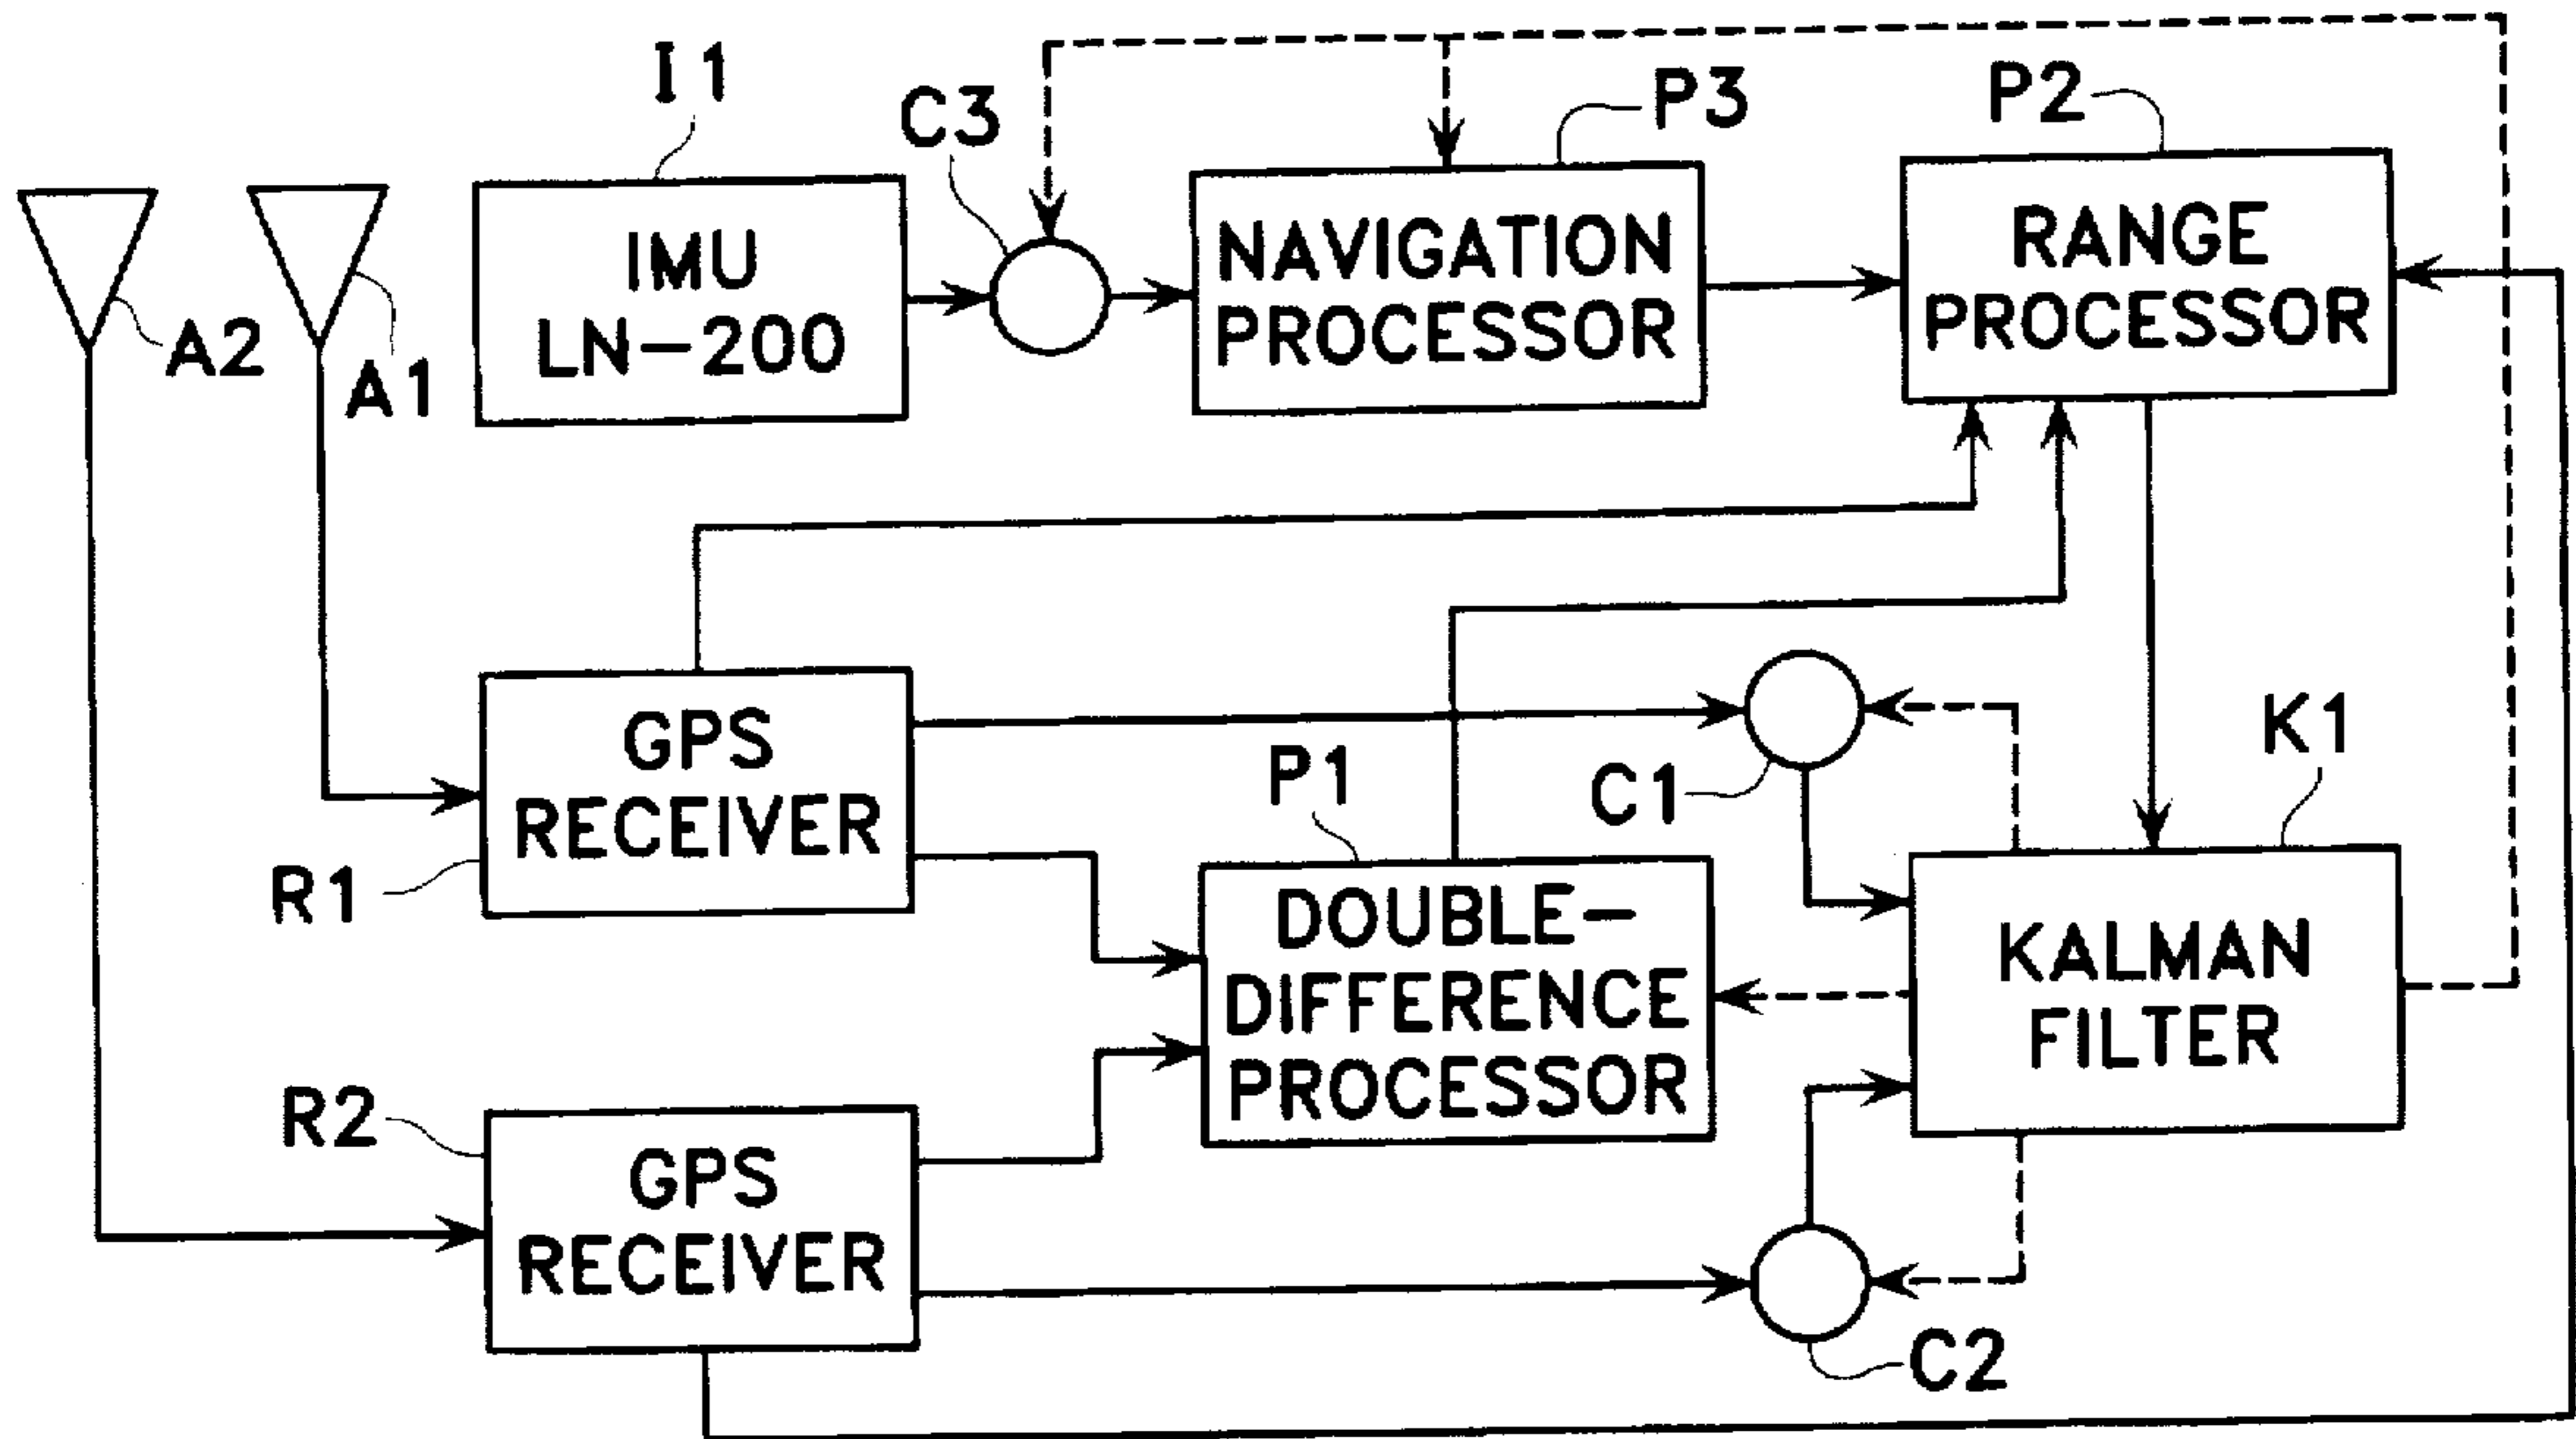 I1
C3
P3
P2
A2
A1
IMU
LN-200
NAVIGATION
PROCESSOR
RANGE
PROCESSOR
GPS
RECEIVER
R1
P1
C1
K1
DOUBLE-
DIFFERENCE
PROCESSOR
KALMAN
FILTER
R2
GPS
RECEIVER
C2